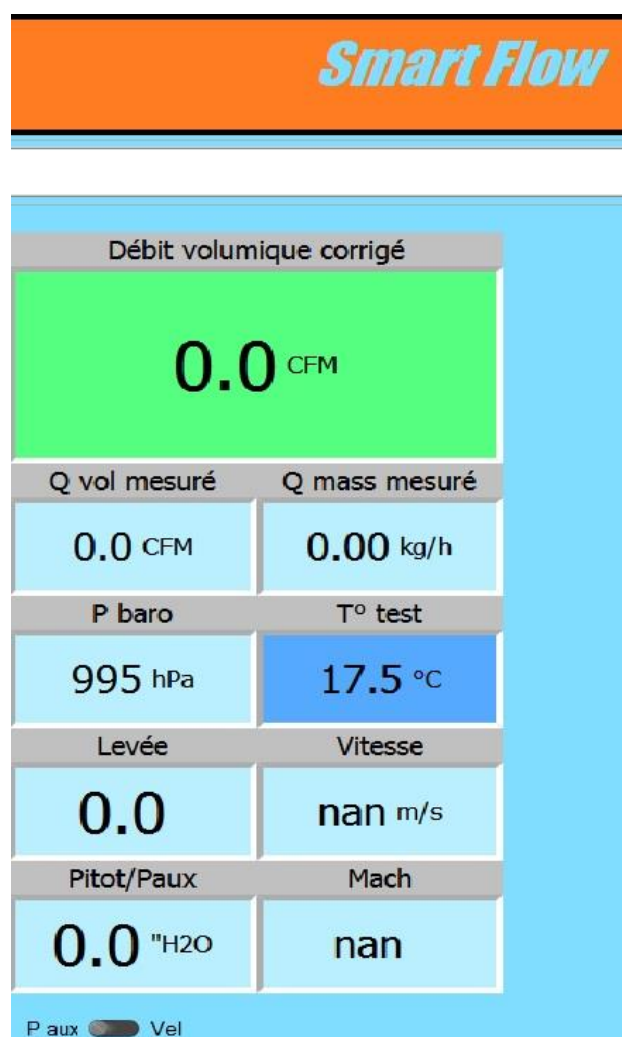 Smart Flow
Débit volumique corrigé
0.0 CFM
Q vol mesuré Q mass mesuré
0.0 CFM 0.00 kg/h
P baro T° test
995 hPa 17.5 °C
Levée Vitesse
0.0 nan m/s
Pitot/Paux Mach
0.0 "H2O nan
P aux Vel